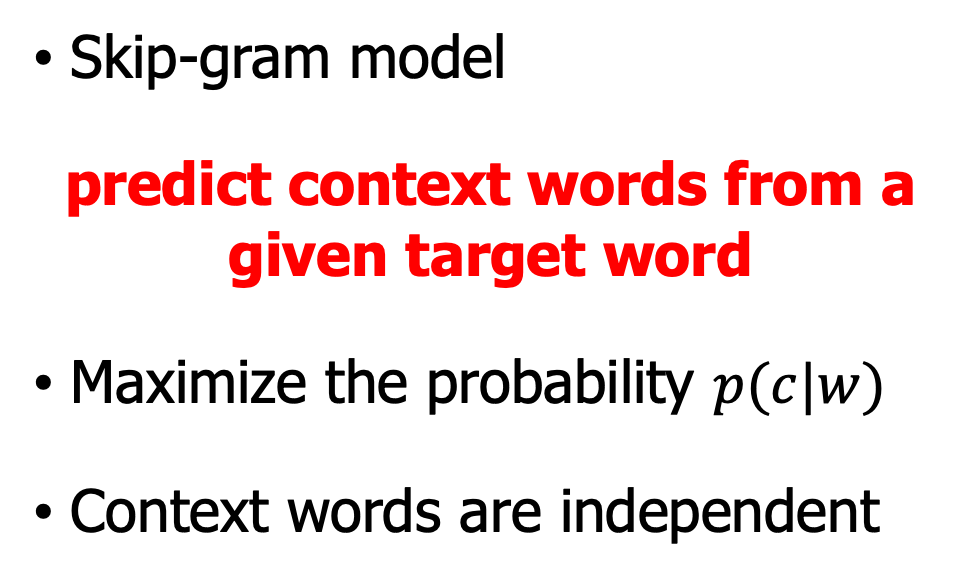 • Skip-gram model
predict context words from a
given target word
• Maximize the probability p(c|w)
• Context words are independent